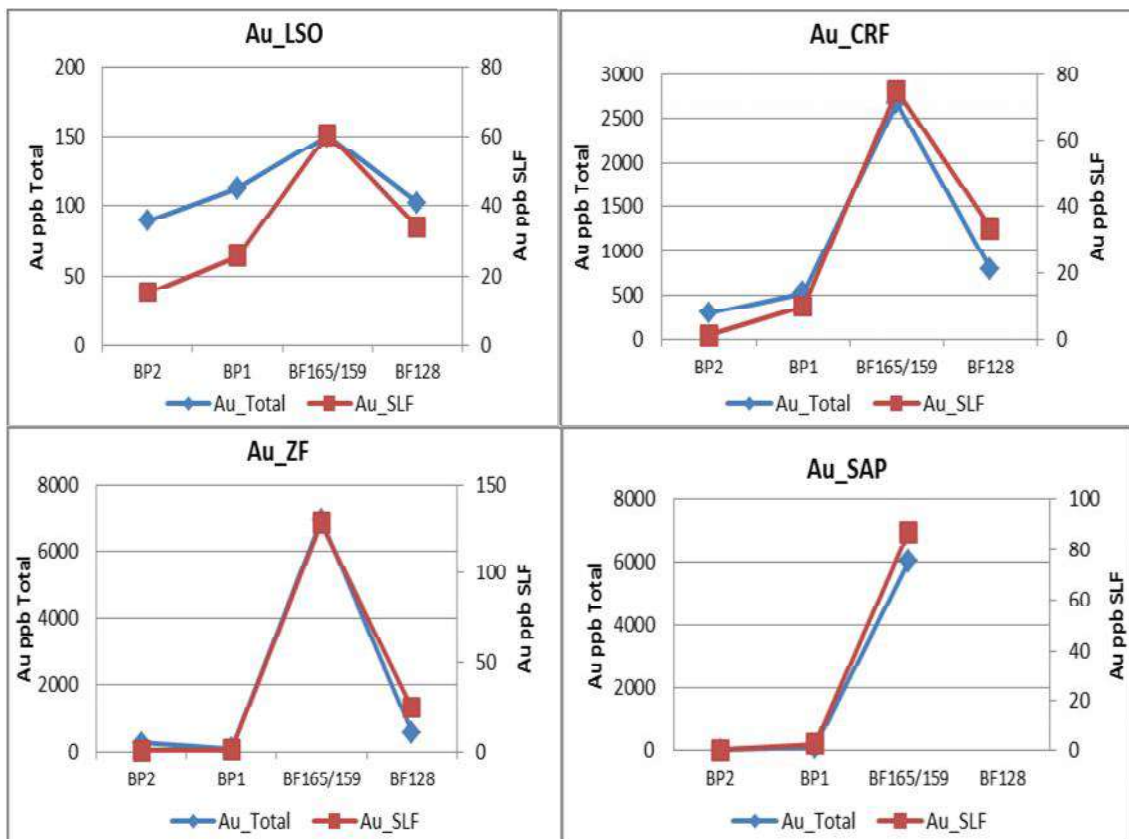 Au_LSO
Au ppb Total
200
150
100
50
0
80
60
40
20
0
Au ppb SLF
BP2 BP1 BF165/159 BF128
Au_Total Au_SLF
Au_CRF
Au ppb Total
3000
2500
2000
1500
1000
500
0
80
60
40
20
0
Au ppb SLF
BP2 BP1 BF165/159 BF128
Au_Total Au_SLF
Au_ZF
Au ppb Total
8000
6000
4000
2000
0
150
100
50
0
Au ppb SLF
BP2 BP1 BF165/159 BF128
Au_Total Au_SLF
Au_SAP
Au ppb Total
8000
6000
4000
2000
0
100
80
60
40
20
0
Au ppb SLF
BP2 BP1 BF165/159 BF128
Au_Total Au_SLF